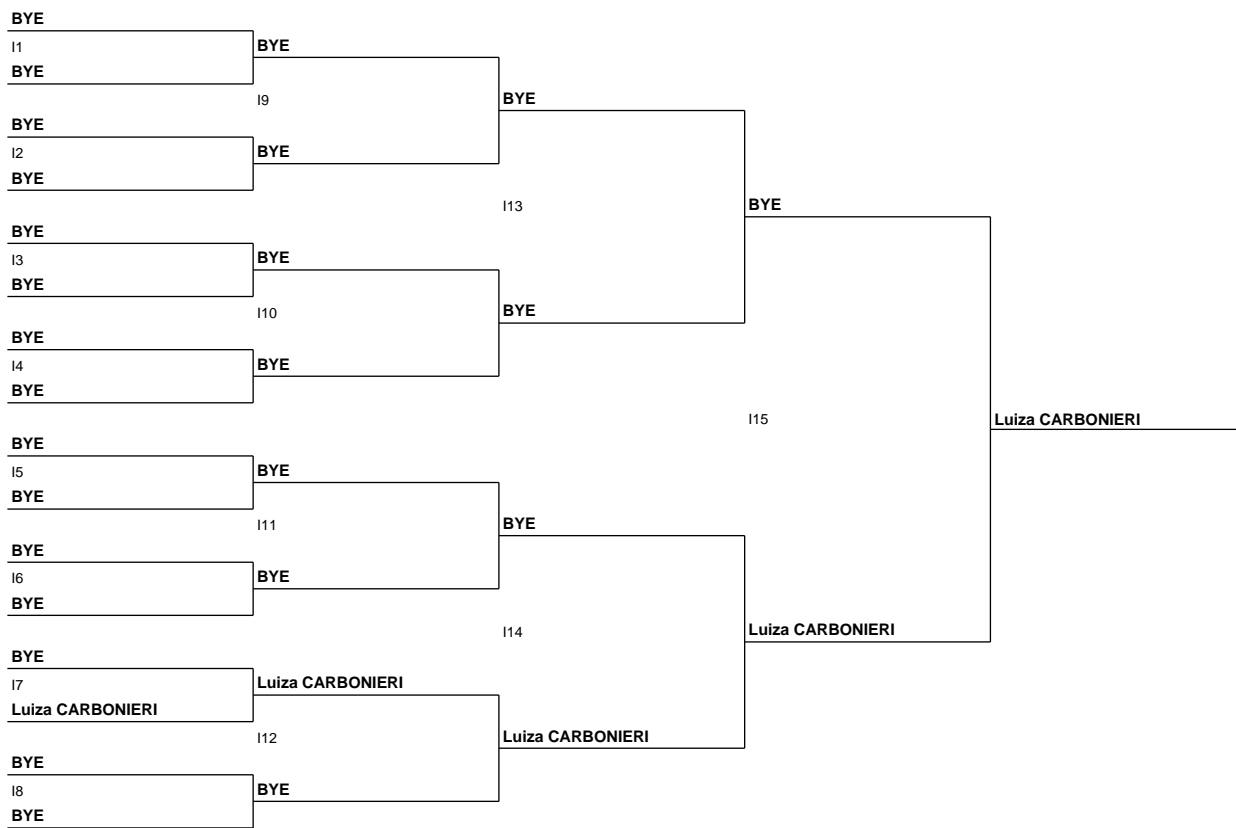 BYE
I1
BYE
BYE
I2
BYE
BYE
I3
BYE
BYE
I4
BYE
BYE
I5
BYE
BYE
I6
BYE
BYE
I7
Luiza CARBONIERI
BYE
I8
BYE
BYE
I9
BYE
BYE
I10
BYE
BYE
I11
BYE
Luiza CARBONIERI
I12
BYE
BYE
I13
BYE
BYE
I14
Luiza CARBONIERI
BYE
I15
Luiza CARBONIERI
Luiza CARBONIERI